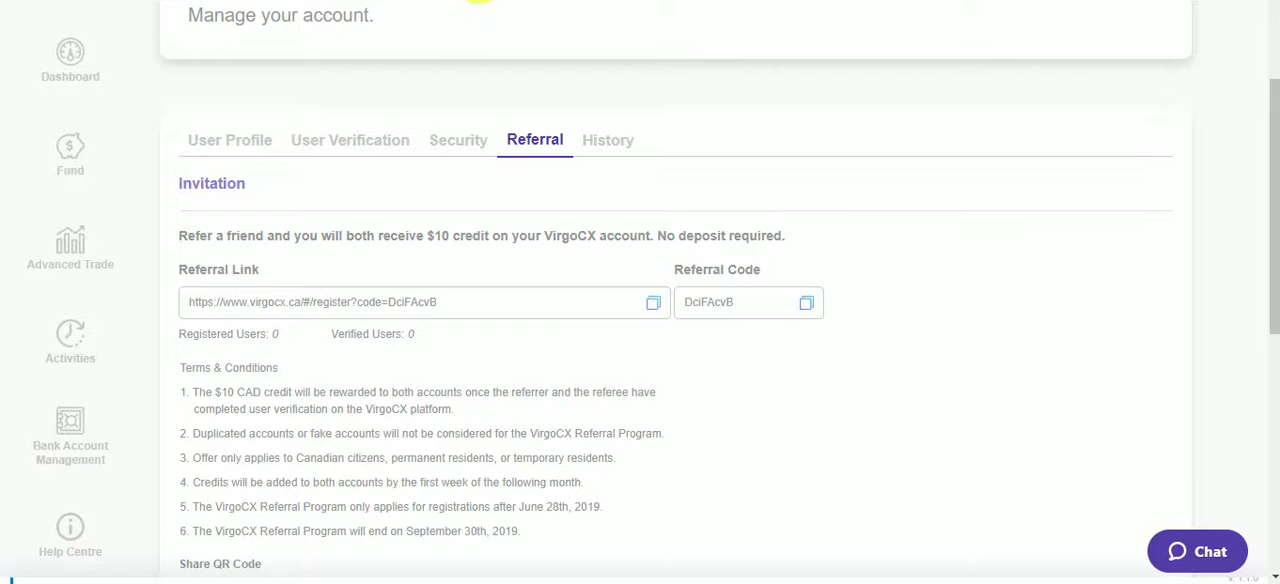 Manage your account.
Dashboard
Fund
Advanced Trade
Activities
Bank Account
Management
Help Centre
User Profile User Verification Security Referral History
Invitation
Refer a friend and you will both receive $10 credit on your VirgoCX account. No deposit required.
Referral Link Referral Code
https://www.virgocx.ca/#/register?code=DciFAcvB DciFAcvB
Registered Users: 0 Verified Users: 0
Terms & Conditions
1. The $10 CAD credit will be rewarded to both accounts once the referrer and the referee have
completed user verification on the VirgoCX platform.
2. Duplicated accounts or fake accounts will not be considered for the VirgoCX Referral Program.
3. Offer only applies to Canadian citizens, permanent residents, or temporary residents.
4. Credits will be added to both accounts by the first week of the following month.
5. The VirgoCX Referral Program only applies for registrations after June 28th, 2019.
6. The VirgoCX Referral Program will end on September 30th, 2019.
Share QR Code
Chat